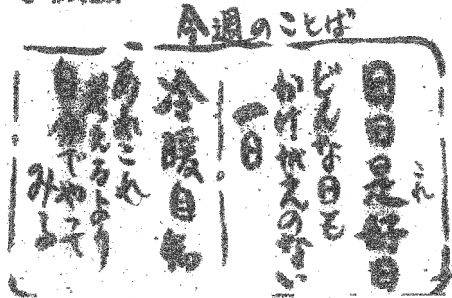 今週のことば
日日是好日
これ
どんな日も
かけがえのない
一日
冷暖自知
あれこれ
考えるより
自分でやって
みよ